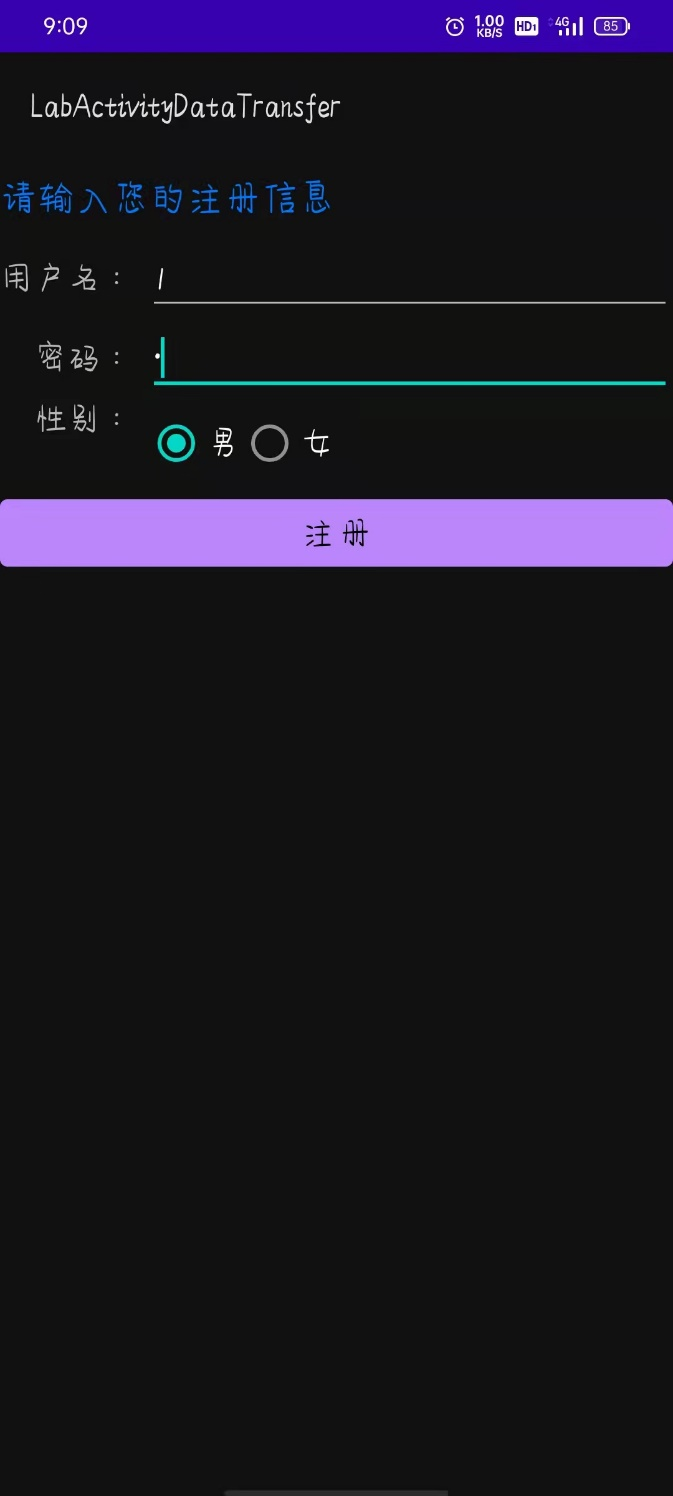 9:09 1.00 KB/S HD1 4G 85
LabActivityDataTransfer
请输入您的注册信息
用户名： 1
密码： •
性别：
男 女
注册